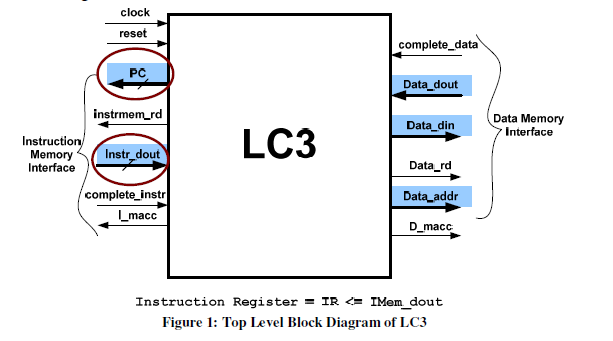 clock
reset
PC
instrmem_rd
Instr_dout
complete_instr
I_macc
Instruction
Memory
Interface
LC3
complete_data
Data_dout
Data_din
Data_rd
Data_addr
D_macc
Data Memory
Interface
Instruction Register = IR <= IMem_dout
Figure 1: Top Level Block Diagram of LC3